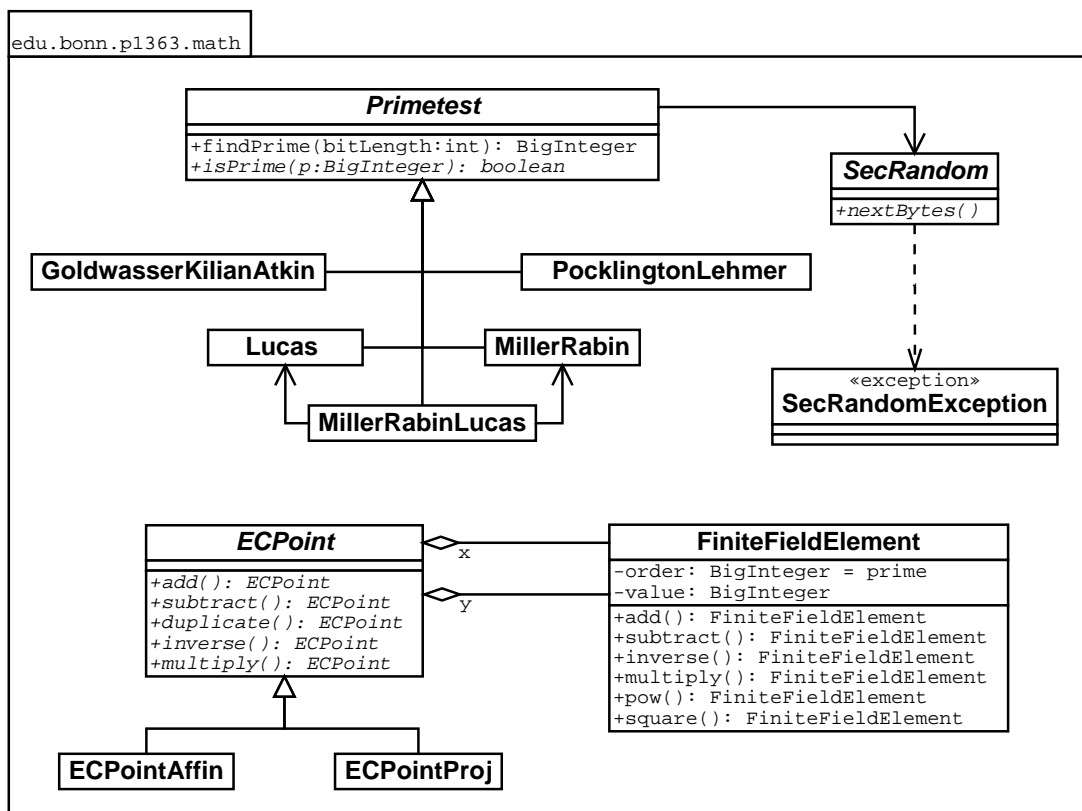 edu.bonn.p1363.math
Primetest
+findPrime(bitLength:int): BigInteger
+isPrime(p:BigInteger): boolean
SecRandom
+nextBytes()
GoldwasserKilianAtkin
PocklingtonLehmer
Lucas
MillerRabin
MillerRabinLucas
«exception»
SecRandomException
ECPoint
+add(): ECPoint
+subtract(): ECPoint
+duplicate(): ECPoint
+inverse(): ECPoint
+multiply(): ECPoint
x
y
FiniteFieldElement
-order: BigInteger = prime
-value: BigInteger
+add(): FiniteFieldElement
+subtract(): FiniteFieldElement
+inverse(): FiniteFieldElement
+multiply(): FiniteFieldElement
+pow(): FiniteFieldElement
+square(): FiniteFieldElement
ECPointAffin
ECPointProj